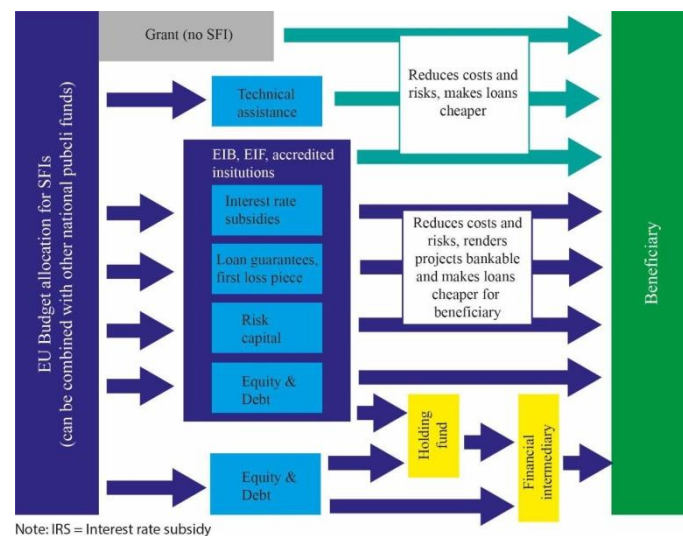 EU Budget allocation for SFIs
(can be combined with other national pubcli funds)
Grant (no SFI)
Technical
assistance
Reduces costs and
risks, makes loans
cheaper
EIB, EIF, accredited
insitutions
Interest rate
subsidies
Loan guarantees,
first loss piece
Risk
capital
Equity &
Debt
Reduces costs and
risks, renders
projects bankable
and makes loans
cheaper for
beneficiary
Equity &
Debt
Holding
fund
Financial
intermediary
Beneficiary
Note: IRS = Interest rate subsidy